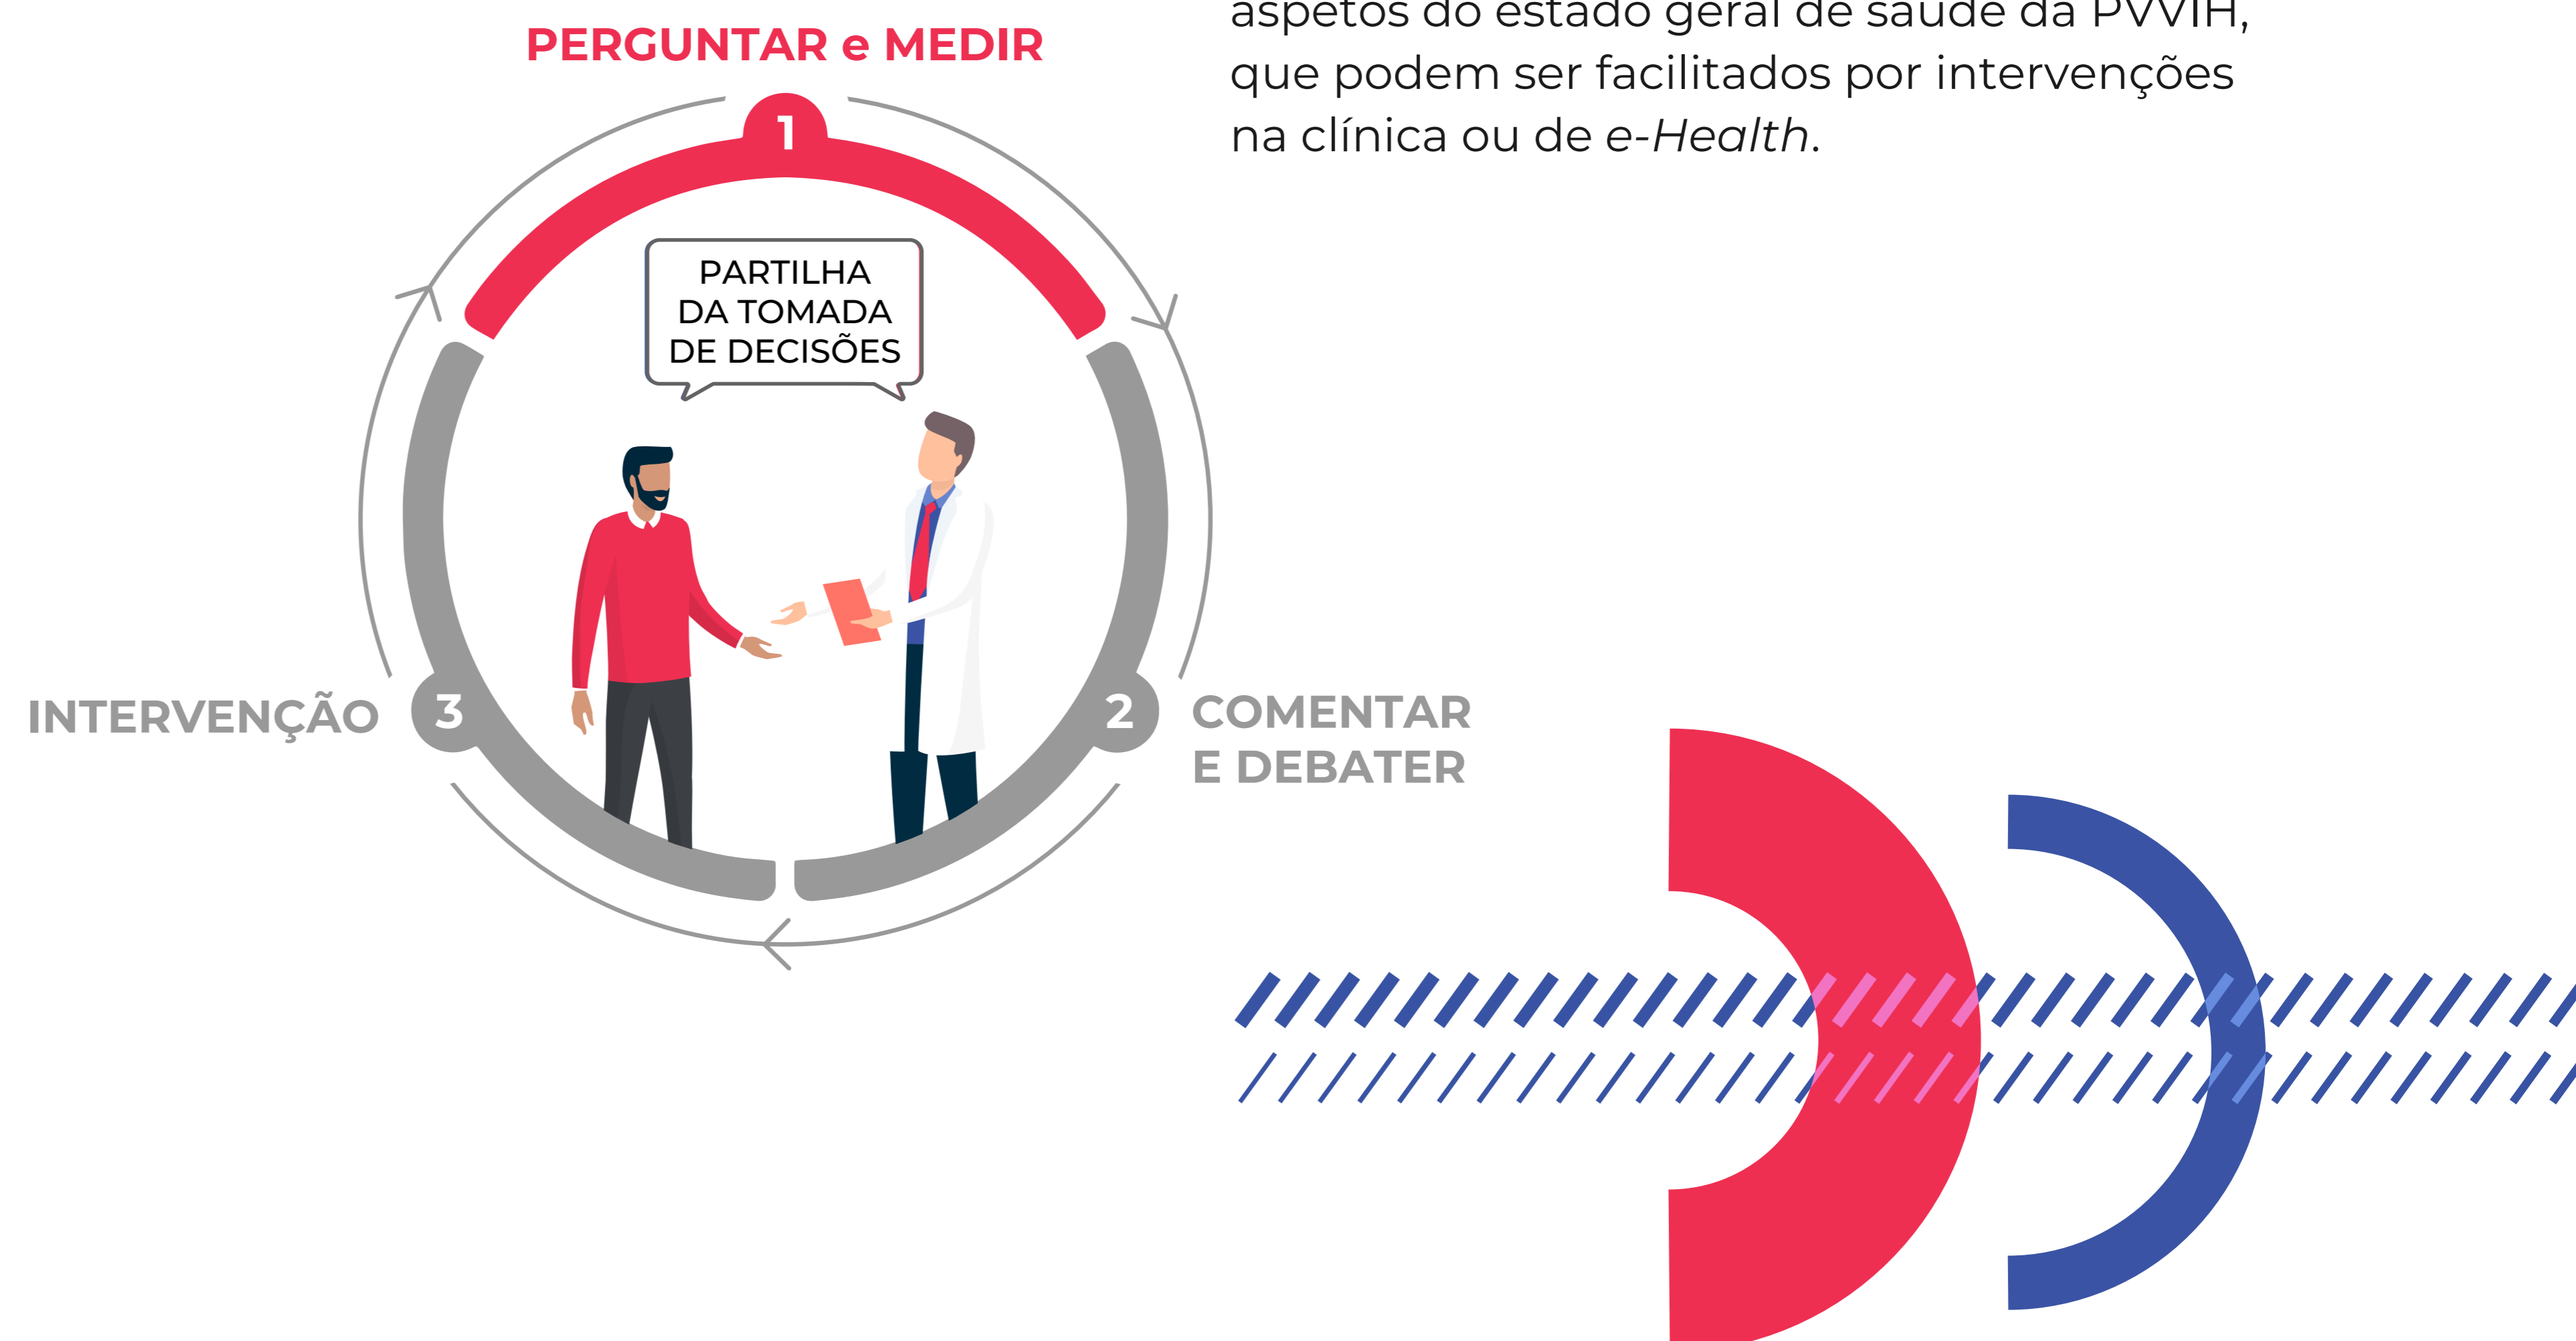 PERGUNTAR e MEDIR
1
PARTILHA
DA TOMADA
DE DECISÕES
2
COMENTAR
E DEBATER
3
INTERVENÇÃO
aspetos do estado geral de saúde da PVVIH,
que podem ser facilitados por intervenções
na clínica ou de e-Health.